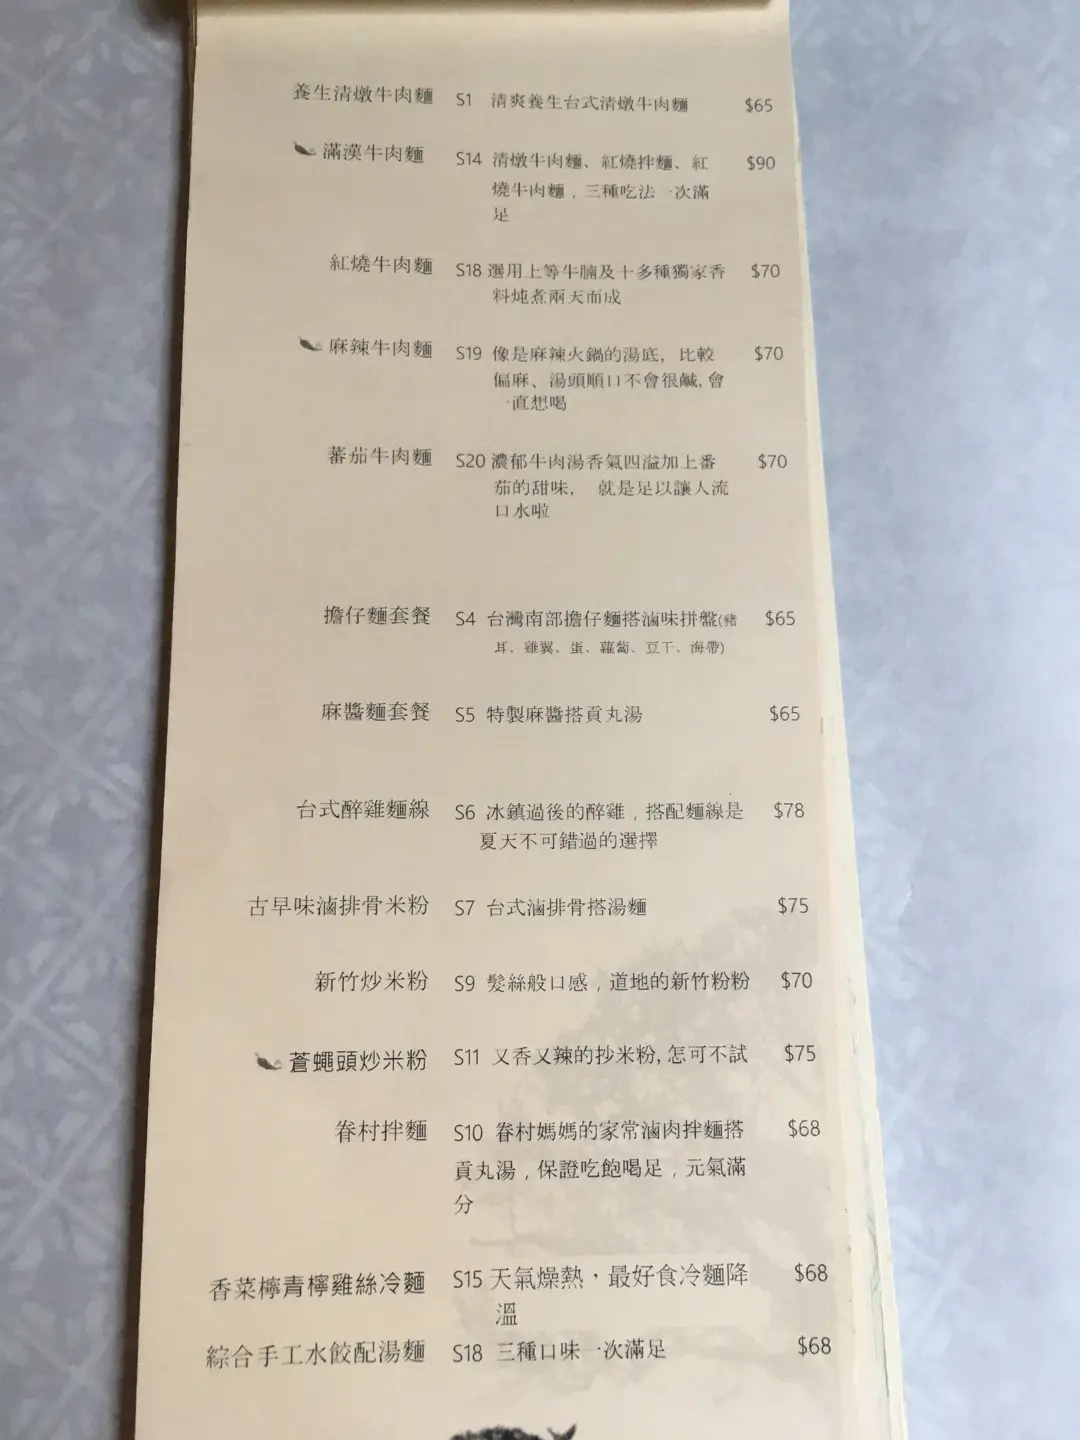 養生清燉牛肉麵 S1 清爽養生台式清燉牛肉麵 $65
滿漢牛肉麵 S14 清燉牛肉麵、紅燒拌麵、紅 $90
燒牛肉麵，三種吃法一次滿
足
紅燒牛肉麵 S18 選用上等牛腩及十多種獨家香 $70
料炖煮兩天而成
麻辣牛肉麵 S19 像是麻辣火鍋的湯底，比較 $70
偏麻、湯頭順口不會很鹹,會
一直想喝
蕃茄牛肉麵 S20 濃郁牛肉湯香氣四溢加上番 $70
茄的甜味， 就是足以讓人流
口水啦
擔仔麵套餐 S4 台灣南部擔仔麵搭滷味拼盤(豬 $65
耳、雞翼、蛋、蘿蔔、豆干、海帶)
麻醬麵套餐 S5 特製麻醬搭貢丸湯 $65
台式醉雞麵線 S6 冰鎮過後的醉雞，搭配麵線是 $78
夏天不可錯過的選擇
古早味滷排骨米粉 S7 台式滷排骨搭湯麵 $75
新竹炒米粉 S9 髮絲般口感，道地的新竹粉粉 $70
蒼蠅頭炒米粉 S11 又香又辣的抄米粉,怎可不試 $75
眷村拌麵 S10 眷村媽媽的家常滷肉拌麵搭 $68
貢丸湯，保證吃飽喝足，元氣滿
分
香菜檸青檸雞絲冷麵 S15 天氣燥熱，最好食冷麵降 $68
溫
綜合手工水餃配湯麵 S18 三種口味一次滿足 $68